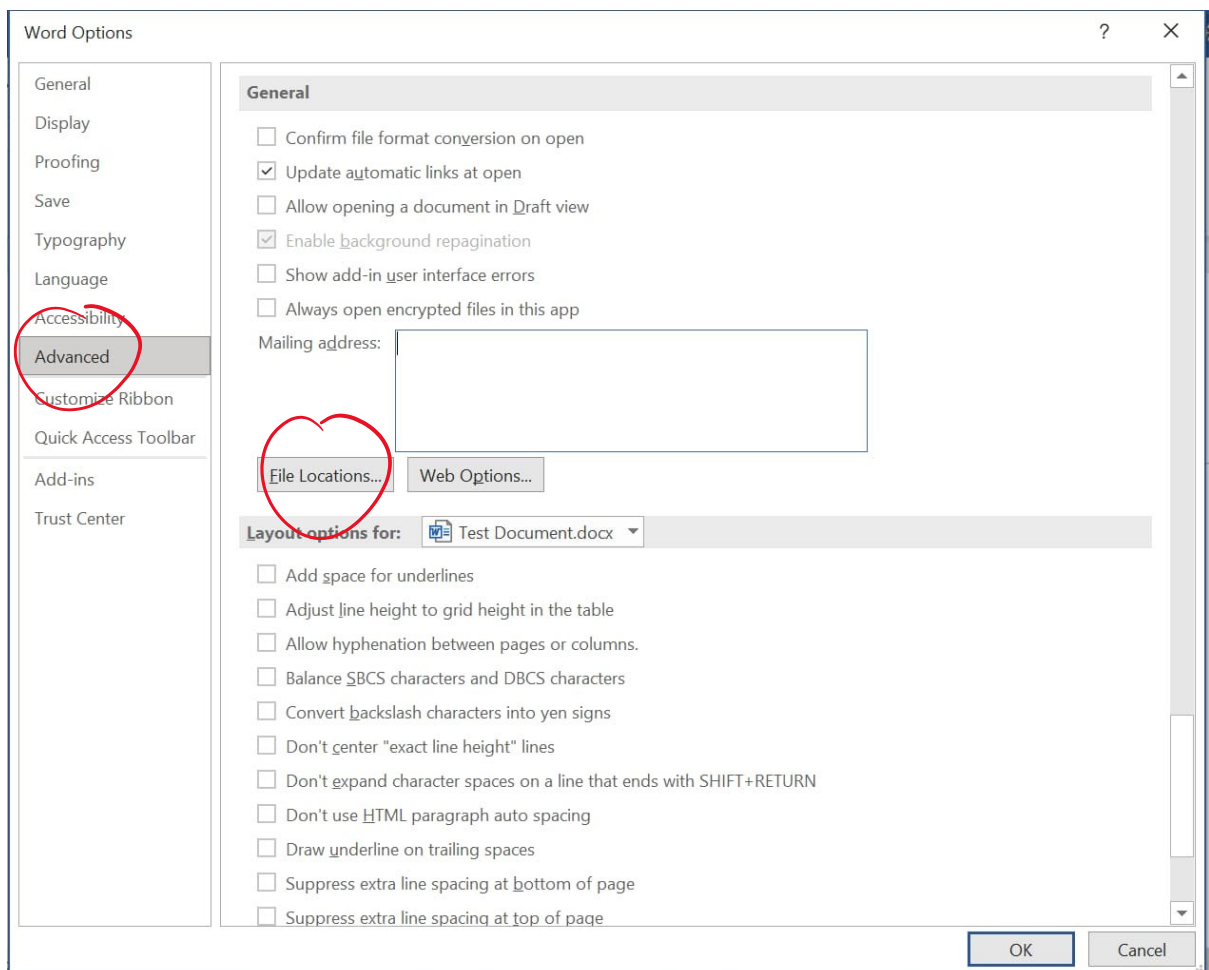 Word Options
?
General
Display
Proofing
Save
Typography
Language
Accessibility
Advanced
Customize Ribbon
Quick Access Toolbar
Add-ins
Trust Center
General
Confirm file format conversion on open
Update automatic links at open
Allow opening a document in Draft view
Enable background repagination
Show add-in user interface errors
Always open encrypted files in this app
Mailing address:
File Locations... Web Options...
Layout options for: Test Document.docx
Add space for underlines
Adjust line height to grid height in the table
Allow hyphenation between pages or columns.
Balance SBCS characters and DBCS characters
Convert backslash characters into yen signs
Don't center "exact line height" lines
Don't expand character spaces on a line that ends with SHIFT+RETURN
Don't use HTML paragraph auto spacing
Draw underline on trailing spaces
Suppress extra line spacing at bottom of page
Suppress extra line spacing at top of page
OK Cancel